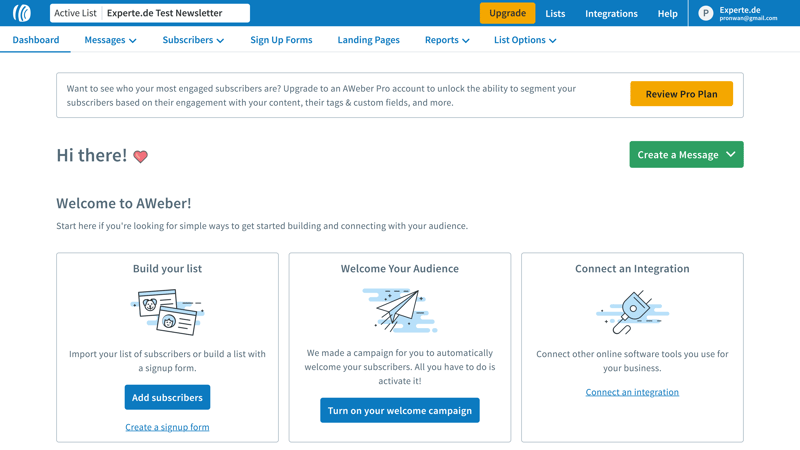 Active List Experte.de Test Newsletter
Upgrade Lists Integrations Help P Experte.de
pronwan@gmail.com
Dashboard Messages Subscribers Sign Up Forms Landing Pages Reports List Options
Want to see who your most engaged subscribers are? Upgrade to an AWeber Pro account to unlock the ability to segment your
subscribers based on their engagement with your content, their tags & custom fields, and more.
Review Pro Plan
Hi there!
Create a Message
Welcome to AWeber!
Start here if you're looking for simple ways to get started building and connecting with your audience.
Build your list
Import your list of subscribers or build a list with
a signup form.
Add subscribers
Create a signup form
Welcome Your Audience
We made a campaign for you to automatically
welcome your subscribers. All you have to do is
activate it!
Turn on your welcome campaign
Connect an Integration
Connect other online software tools you use for
your business.
Connect an integration